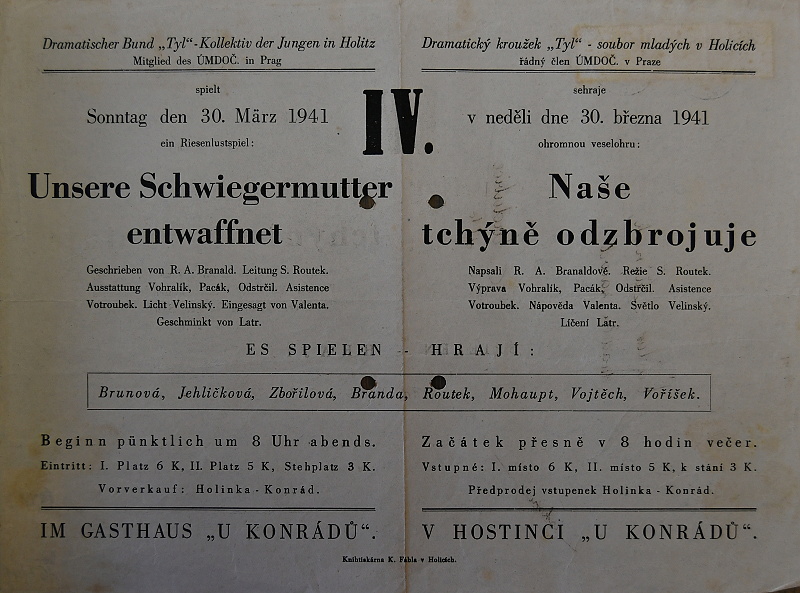 Dramatischer Bund „Tyl“-Kollektiv der Jungen in Holitz
Mitglied des ÚMDOČ. in Prag
spielt
Sonntag den 30. März 1941
ein Riesenlustspiel:
Unsere Schwiegermutter
entwaffnet
Geschrieben von R. A. Branald. Leitung S. Routek.
Ausstattung Vohralík, Pacák, Odstrčil. Asistence
Votroubek. Licht Velinský. Eingesagt von Valenta.
Geschminkt von Latr.
IV.
Dramatický kroužek „Tyl“ - soubor mladých v Holicích
řádný člen ÚMDOČ. v Praze
sehraje
v neděli dne 30. března 1941
ohromnou veselohru:
Naše
tchýně odzbrojuje
Napsali R. A. Branaldové. Režie S. Routek.
Výprava Vohralík, Pacák, Odstrčil. Asistence
Votroubek. Nápověda Valenta. Světlo Velinský.
Líčení Latr.
ES SPIELEN - HRAJÍ:
Brunová, Jehličková, Zbořilová, Branda, Routek, Mohaupt, Vojtěch, Voříšek.
Beginn pünktlich um 8 Uhr abends.
Eintritt: I. Platz 6 K, II. Platz 5 K, Stehplatz 3 K.
Vorverkauf: Holinka - Konrád.
IM GASTHAUS „U KONRÁDŮ“.
Začátek přesně v 8 hodin večer.
Vstupné: I. místo 6 K, II. místo 5 K, k stání 3 K.
Předprodej vstupenek Holinka - Konrád.
V HOSTINCI „U KONRÁDŮ“.
Knihtiskárna K. Fábla v Holicích.